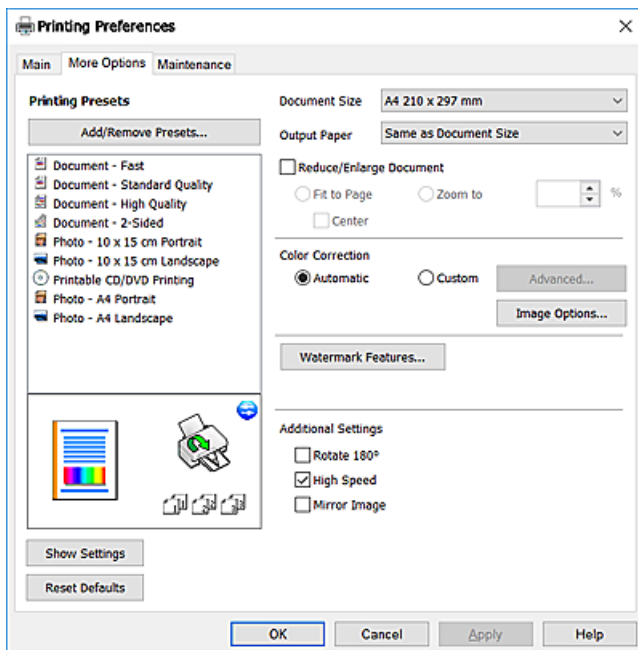 Printing Preferences
Main
More Options
Maintenance
Printing Presets
Add/Remove Presets...
Document - Fast
Document - Standard Quality
Document - High Quality
Document - 2-Sided
Photo - 10 x 15 cm Portrait
Photo - 10 x 15 cm Landscape
Printable CD/DVD Printing
Photo - A4 Portrait
Photo - A4 Landscape
Show Settings
Reset Defaults
Document Size
A4 210 x 297 mm
Output Paper
Same as Document Size
Reduce/Enlarge Document
Fit to Page
Zoom to
%
Center
Color Correction
Automatic
Custom
Advanced...
Image Options...
Watermark Features...
Additional Settings
Rotate 180°
High Speed
Mirror Image
OK
Cancel
Apply
Help